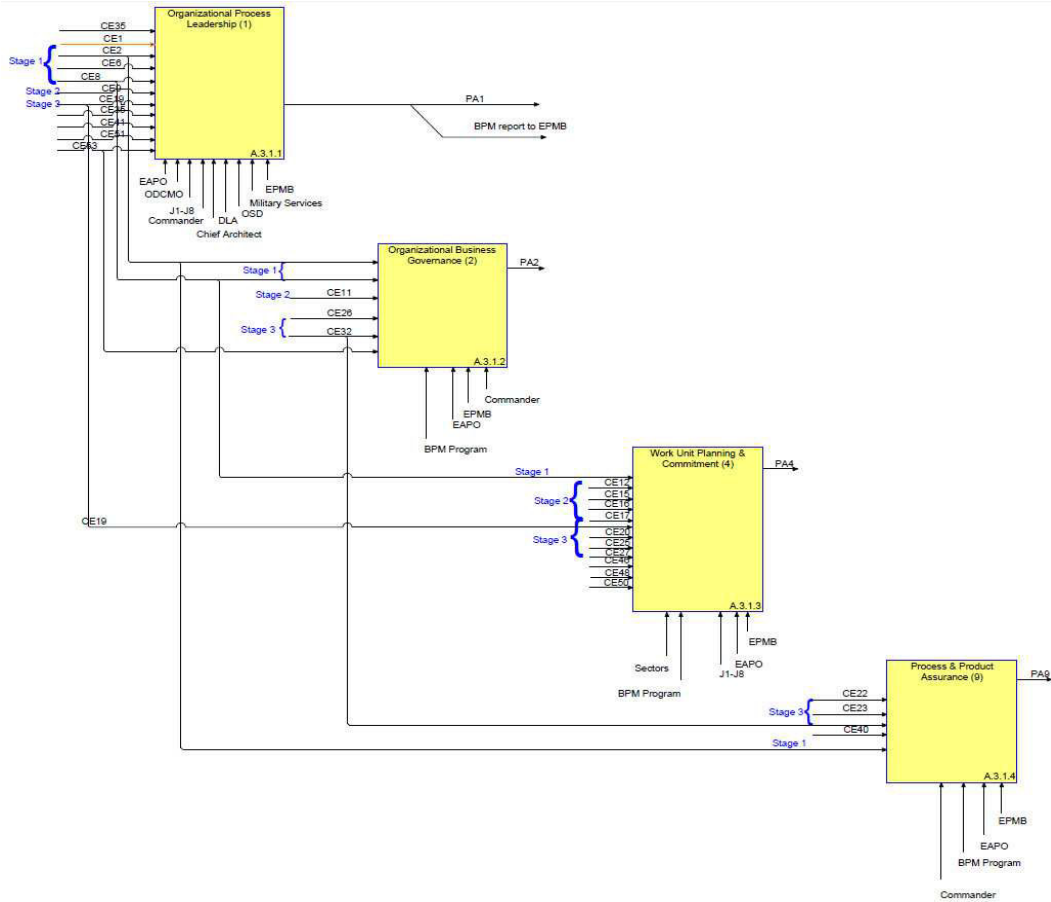 Organizational Process
Leadership (1)
CE35
CE1
CE2
Stage 1
CE6
CE8
Stage 2
CE9
Stage 3
CE19
CE35
CE41
CE51
CE53
PA1
BPM report to EPMB
A.3.1.1
EAPO
EPMB
ODCMO
Military Services
J1-J8
OSD
Commander
DLA
Chief Architect
Organizational Business
Governance (2)
PA2
Stage 1
Stage 2
CE11
CE26
Stage 3
CE32
A.3.1.2
Commander
EPMB
EAPO
BPM Program
Work Unit Planning &
Commitment (4)
PA4
Stage 1
CE12
Stage 2
CE15
CE16
CE17
CE19
CE20
Stage 3
CE25
CE27
CE46
CE48
CE50
A.3.1.3
EPMB
Sectors
EAPO
J1-J8
BPM Program
Process & Product
Assurance (9)
PA9
CE22
Stage 3
CE23
CE40
Stage 1
A.3.1.4
EPMB
EAPO
BPM Program
Commander